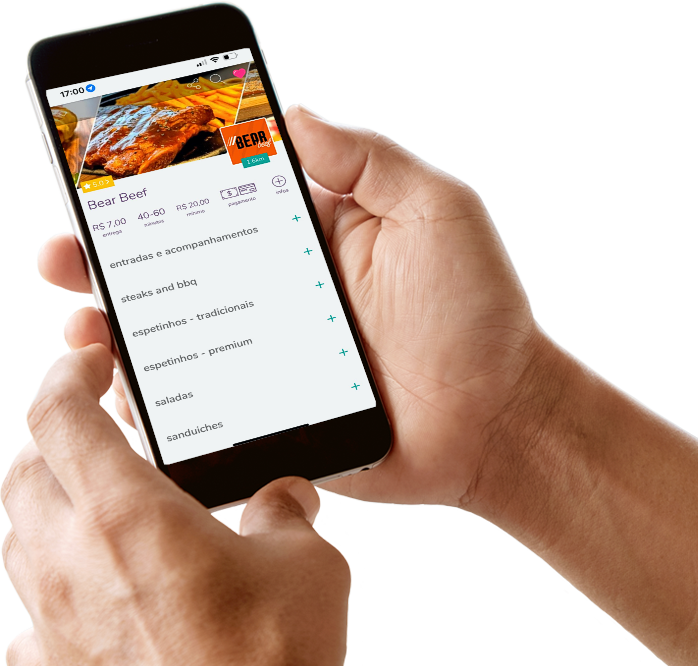 17:00
BEAR
beef
1.6km
5.0 >
Bear Beef
R$ 7,00
entrega
40-60
minutos
R$ 20,00
mínimo
$
pagamento
infos
entradas e acompanhamentos
steaks and bbq
espetinhos - tradicionais
espetinhos - premium
saladas
sanduíches